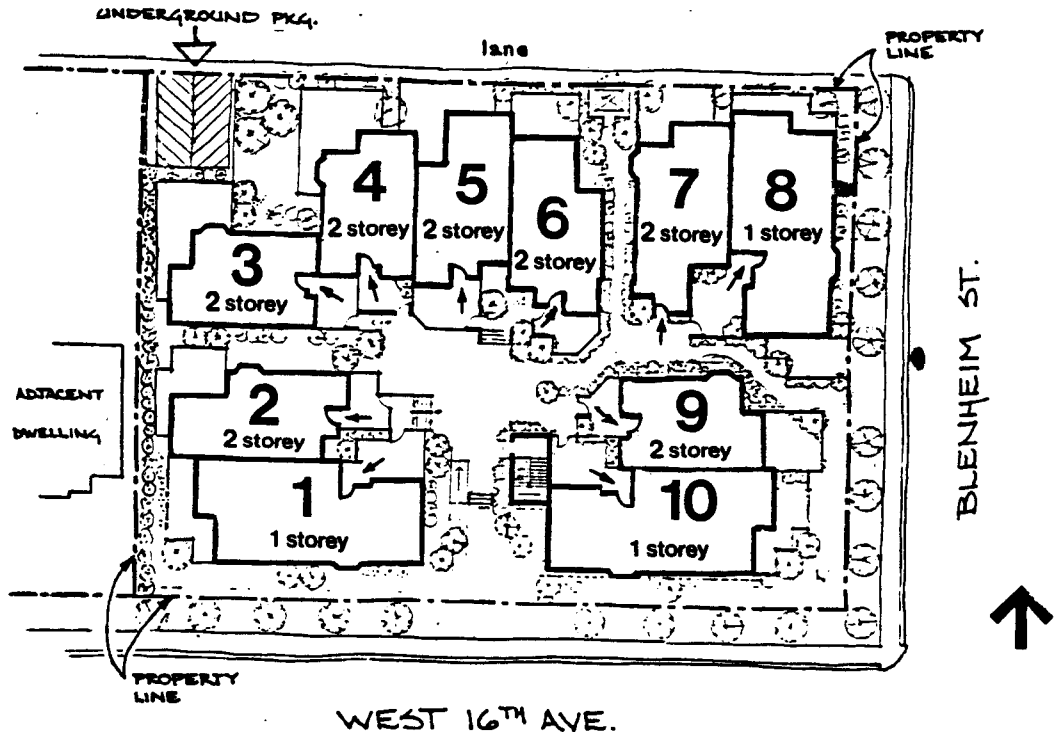 UNDERGROUND PKG.
lane
PROPERTY
LINE
4
2 storey
5
2 storey
6
2 storey
7
2 storey
8
1 storey
3
2 storey
BLENHEIM ST.
ADJACENT
DWELLING
2
2 storey
9
2 storey
1
1 storey
10
1 storey
PROPERTY
LINE
WEST 16TH AVE.